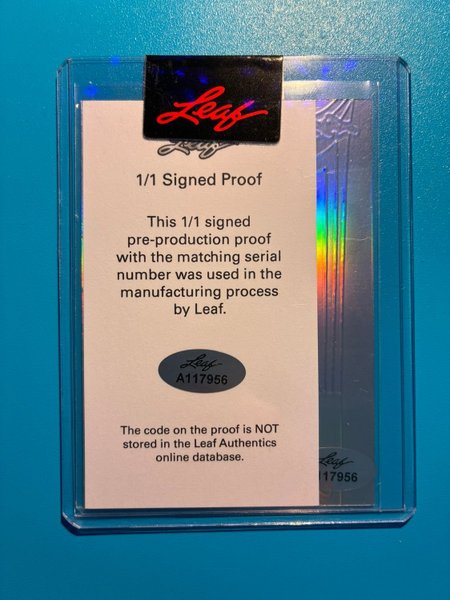 Leaf
Leaf
1/1 Signed Proof
This 1/1 signed
pre-production proof
with the matching serial
number was used in the
manufacturing process
by Leaf.
Leaf
A117956
The code on the proof is NOT
stored in the Leaf Authentics
online database.
Leaf
117956